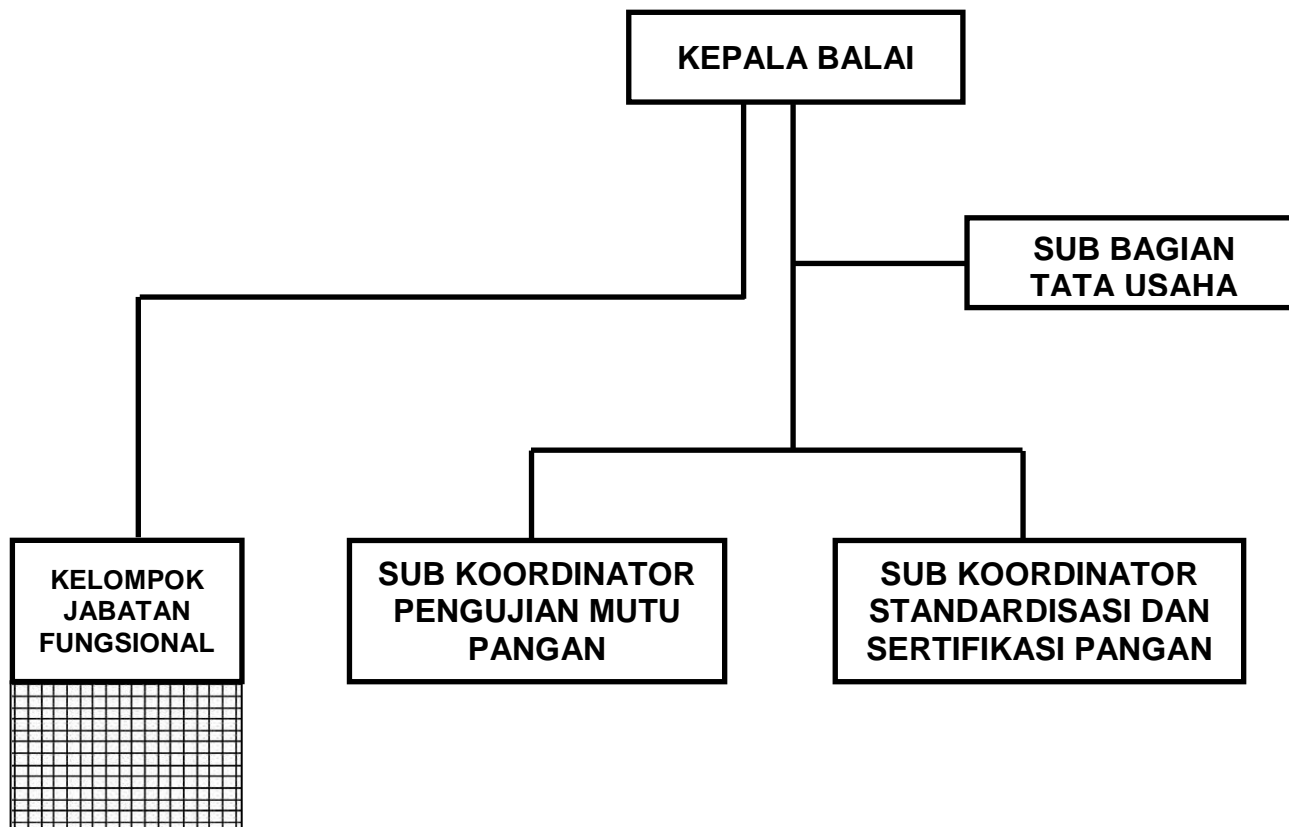 KEPALA BALAI
SUB BAGIAN
TATA USAHA
KELOMPOK
JABATAN
FUNGSIONAL
SUB KOORDINATOR
PENGUJIAN MUTU
PANGAN
SUB KOORDINATOR
STANDARDISASI DAN
SERTIFIKASI PANGAN